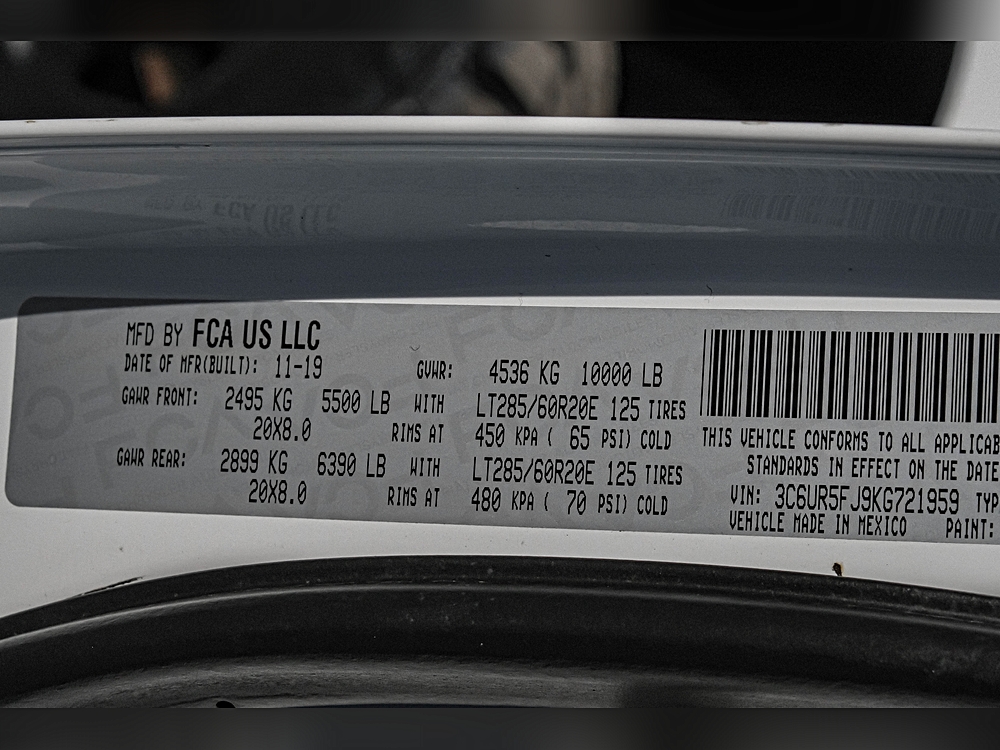 MFD BY FCA US LLC
DATE OF MFR(BUILT): 11-19 GVWR: 4536 KG 10000 LB
GAWR FRONT: 2495 KG 5500 LB WITH LT285/60R20E 125 TIRES
20X8.0 RIMS AT 450 KPA ( 65 PSI) COLD
GAWR REAR: 2899 KG 6390 LB WITH LT285/60R20E 125 TIRES
20X8.0 RIMS AT 480 KPA ( 70 PSI) COLD
THIS VEHICLE CONFORMS TO ALL APPLICAB
STANDARDS IN EFFECT ON THE DATE
VIN: 3C6UR5FJ9KG721959 TYP
VEHICLE MADE IN MEXICO PAINT: